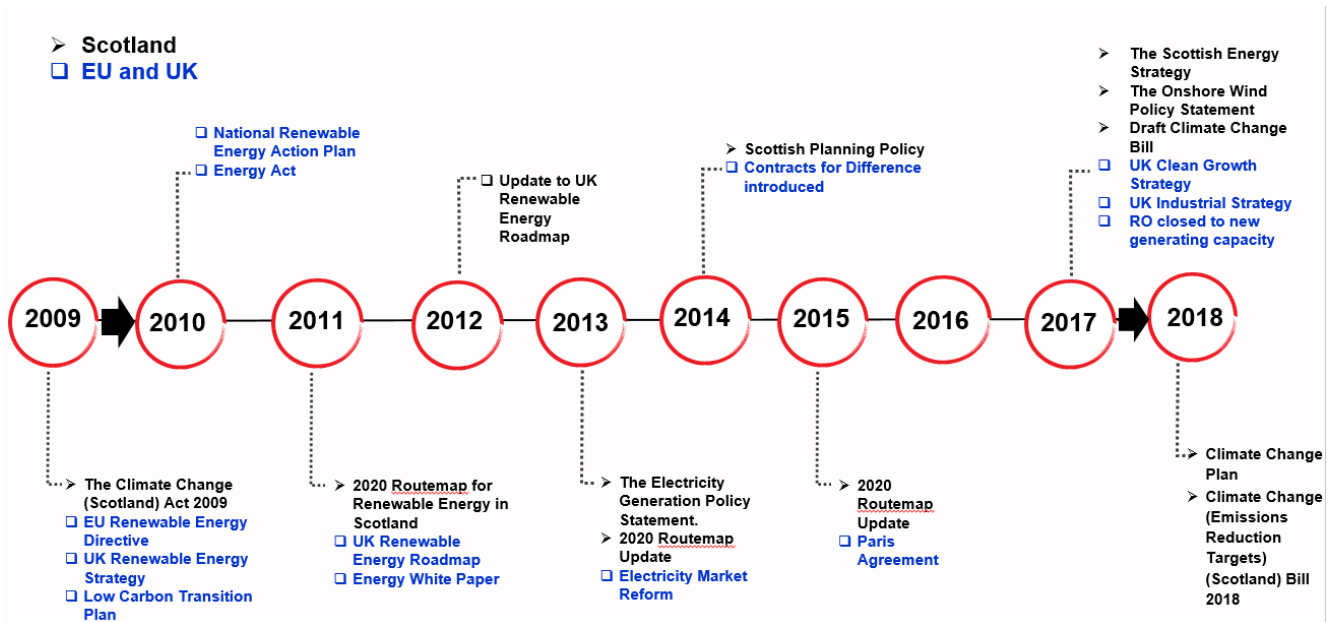 Scotland
EU and UK
National Renewable
Energy Action Plan
Energy Act
Update to UK
Renewable
Energy
Roadmap
Scottish Planning Policy
Contracts for Difference
introduced
The Scottish Energy
Strategy
The Onshore Wind
Policy Statement
Draft Climate Change
Bill
UK Clean Growth
Strategy
UK Industrial Strategy
RO closed to new
generating capacity
2009
2010
2011
2012
2013
2014
2015
2016
2017
2018
The Climate Change
(Scotland) Act 2009
EU Renewable Energy
Directive
UK Renewable Energy
Strategy
Low Carbon Transition
Plan
2020 Routemap for
Renewable Energy in
Scotland
UK Renewable
Energy Roadmap
Energy White Paper
The Electricity
Generation Policy
Statement.
2020 Routemap
Update
Electricity Market
Reform
2020
Routemap
Update
Paris
Agreement
Climate Change
Plan
Climate Change
(Emissions
Reduction
Targets)
(Scotland) Bill
2018